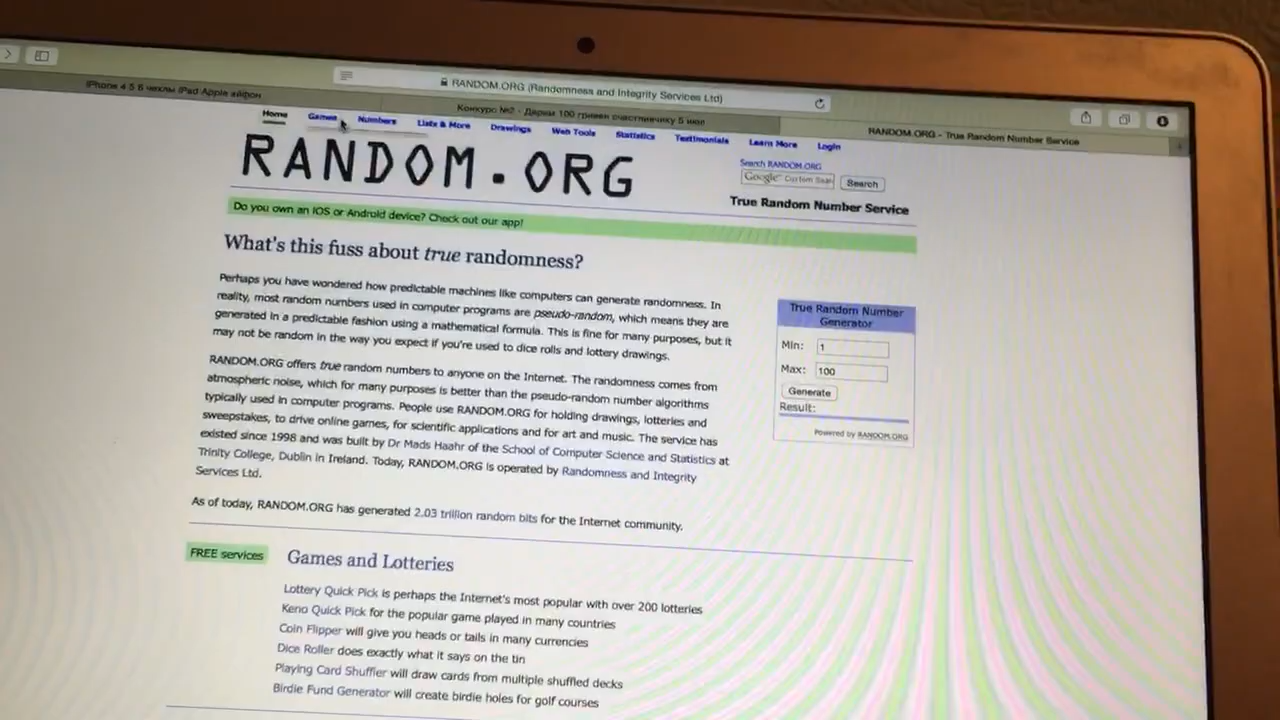 RANDOM.ORG (Randomness and Integrity Services Ltd)
iPhone 4 5 6 чехлы iPad Apple айфон
Конкурс №2 - Дарим 100 гривен счастливчику 5 июл
RANDOM.ORG - True Random Number Service
Home Games Numbers Lists & More Drawings Web Tools Statistics Testimonials Learn More Login
RANDOM.ORG
Search RANDOM.ORG
Google Custom Sear
Search
True Random Number Service
Do you own an iOS or Android device? Check out our app!
What's this fuss about true randomness?
Perhaps you have wondered how predictable machines like computers can generate randomness. In
reality, most random numbers used in computer programs are pseudo-random, which means they are
generated in a predictable fashion using a mathematical formula. This is fine for many purposes, but it
may not be random in the way you expect if you're used to dice rolls and lottery drawings.
RANDOM.ORG offers true random numbers to anyone on the Internet. The randomness comes from
atmospheric noise, which for many purposes is better than the pseudo-random number algorithms
typically used in computer programs. People use RANDOM.ORG for holding drawings, lotteries and
sweepstakes, to drive online games, for scientific applications and for art and music. The service has
existed since 1998 and was built by Dr Mads Haahr of the School of Computer Science and Statistics at
Trinity College, Dublin in Ireland. Today, RANDOM.ORG is operated by Randomness and Integrity
Services Ltd.
As of today, RANDOM.ORG has generated 2.03 trillion random bits for the Internet community.
True Random Number
Generator
Min: 1
Max: 100
Generate
Result:
Powered by RANDOM.ORG
FREE services
Games and Lotteries
Lottery Quick Pick is perhaps the Internet's most popular with over 200 lotteries
Keno Quick Pick for the popular game played in many countries
Coin Flipper will give you heads or tails in many currencies
Dice Roller does exactly what it says on the tin
Playing Card Shuffler will draw cards from multiple shuffled decks
Birdie Fund Generator will create birdie holes for golf courses